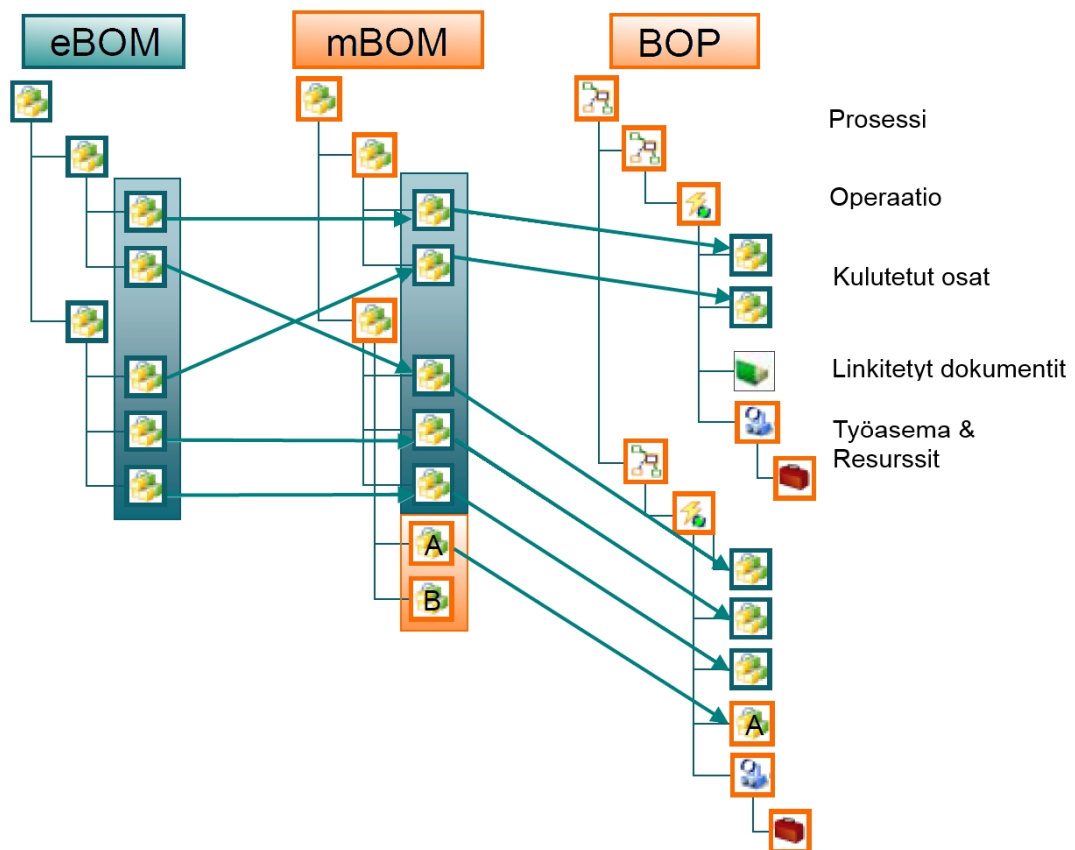 eBOM
mBOM
BOP
Prosessi
Operaatio
Kulutetut osat
Linkitetyt dokumentit
Työasema &
Resurssit
A
B
A